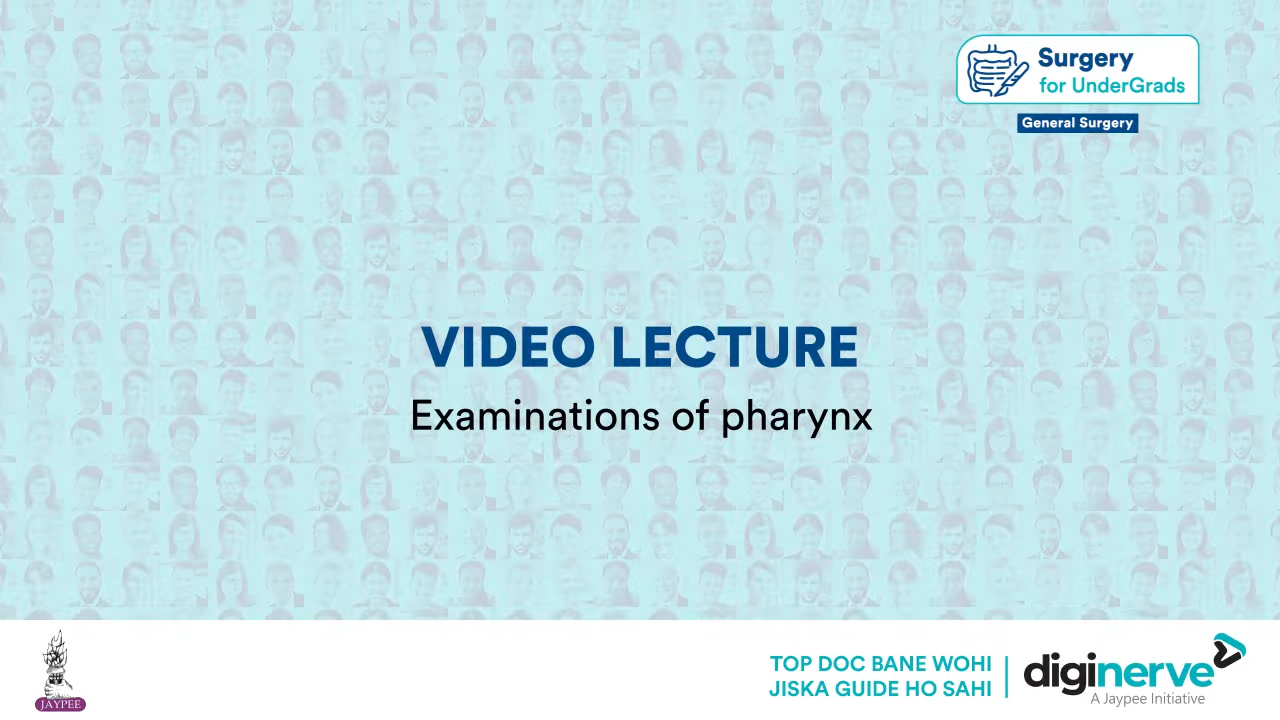 Surgery
for UnderGrads
General Surgery
VIDEO LECTURE
Examinations of pharynx
JAYPEE
TOP DOC BANE WOHI
JISKA GUIDE HO SAHI
diginerve
A Jaypee Initiative